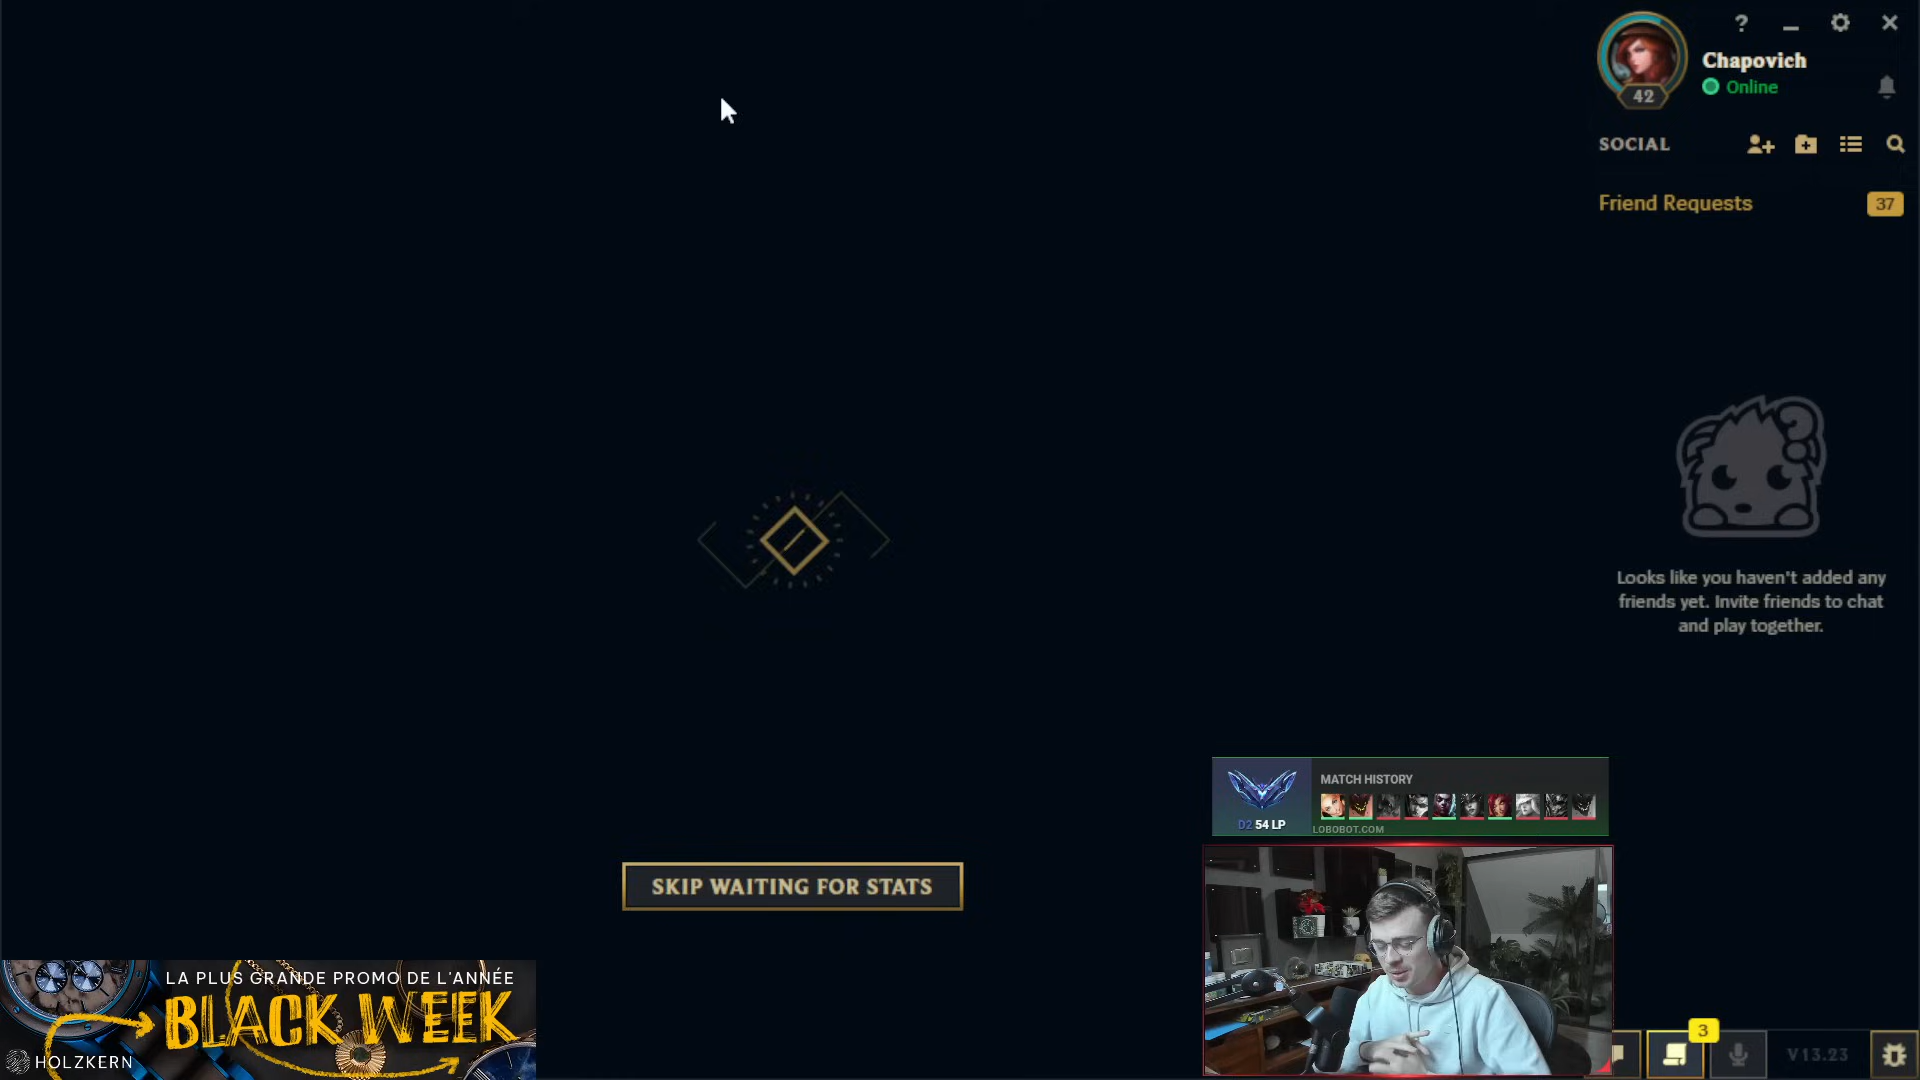 ?
Chapovich
Online
42
SOCIAL
Friend Requests
37
Looks like you haven't added any
friends yet. Invite friends to chat
and play together.
MATCH HISTORY
D2 54 LP
LOBOBOT.COM
SKIP WAITING FOR STATS
LA PLUS GRANDE PROMO DE L'ANNÉE
BLACK WEEK
HOLZKERN
3
V13.23